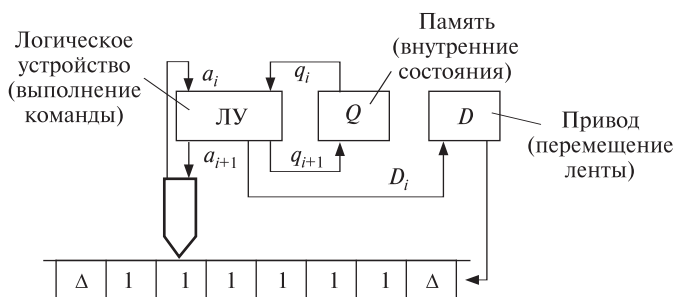 Логическое
устройство
(выполнение
команды)
Память
(внутренние
состояния)
a_i
q_i
ЛУ
Q
D
Привод
(перемещение
ленты)
a_{i+1}
q_{i+1}
D_i
Δ 1 1 1 1 1 1 Δ